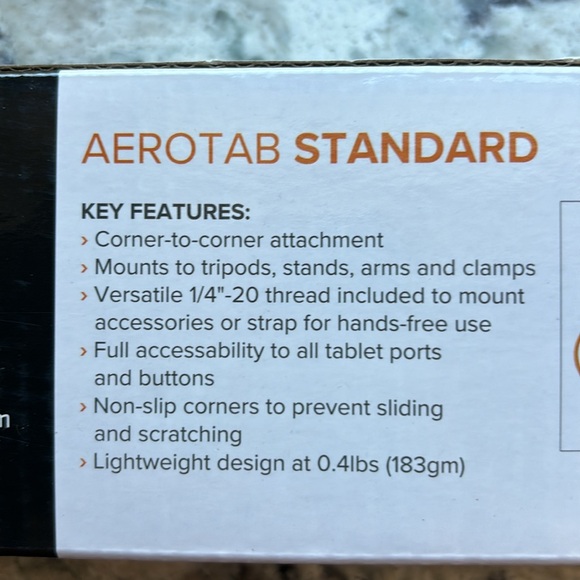 AEROTAB STANDARD
KEY FEATURES:
› Corner-to-corner attachment
› Mounts to tripods, stands, arms and clamps
› Versatile 1/4"-20 thread included to mount
accessories or strap for hands-free use
› Full accessability to all tablet ports
and buttons
› Non-slip corners to prevent sliding
and scratching
› Lightweight design at 0.4lbs (183gm)